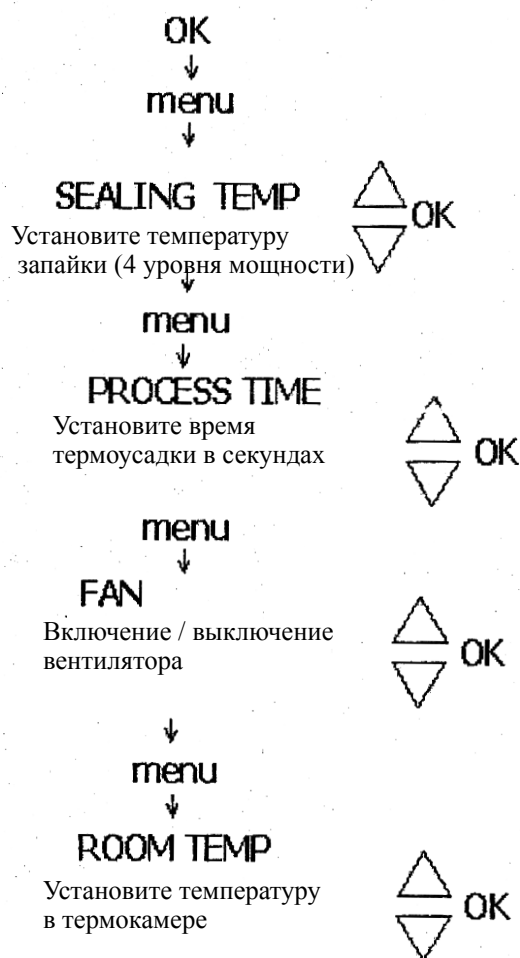 OK
menu
SEALING TEMP
OK
Установите температуру
запайки (4 уровня мощности)
menu
PROCESS TIME
Установите время
термоусадки в секундах
OK
menu
FAN
Включение / выключение
вентилятора
OK
menu
ROOM TEMP
Установите температуру
в термокамере
OK